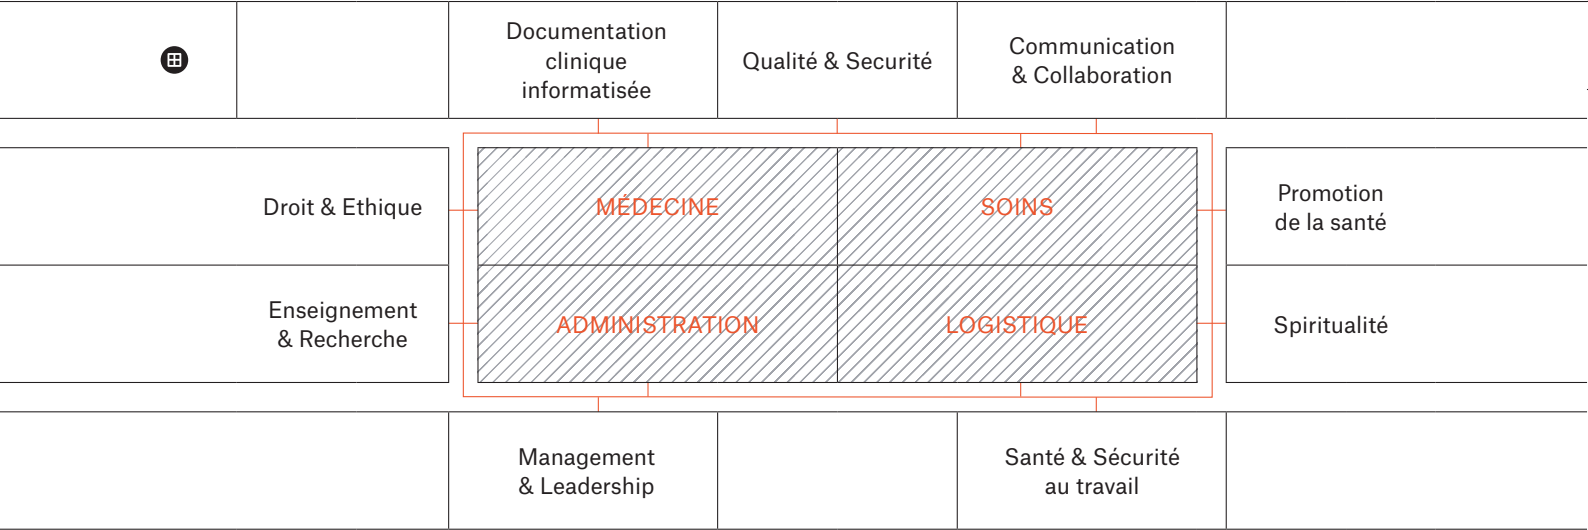 Documentation
clinique
informatisée
Qualité & Securité
Communication
& Collaboration
Droit & Ethique
MÉDECINE
SOINS
Promotion
de la santé
Enseignement
& Recherche
ADMINISTRATION
LOGISTIQUE
Spiritualité
Management
& Leadership
Santé & Sécurité
au travail